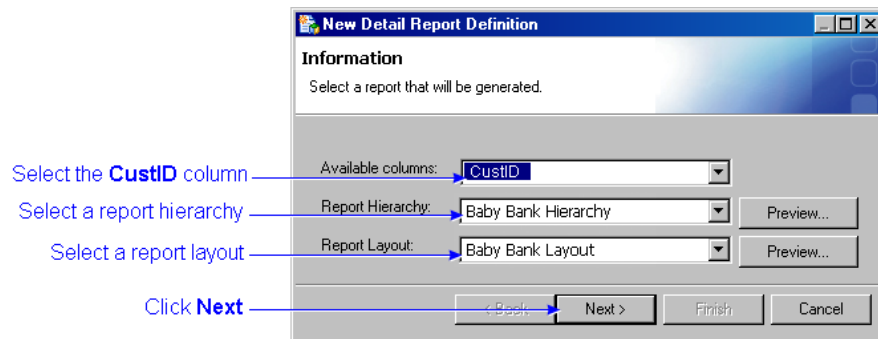 New Detail Report Definition
Information
Select a report that will be generated.
Select the CustID column
Available columns:
CustID
Select a report hierarchy
Report Hierarchy:
Baby Bank Hierarchy
Preview...
Select a report layout
Report Layout:
Baby Bank Layout
Preview...
Click Next
< Back
Next >
Finish
Cancel